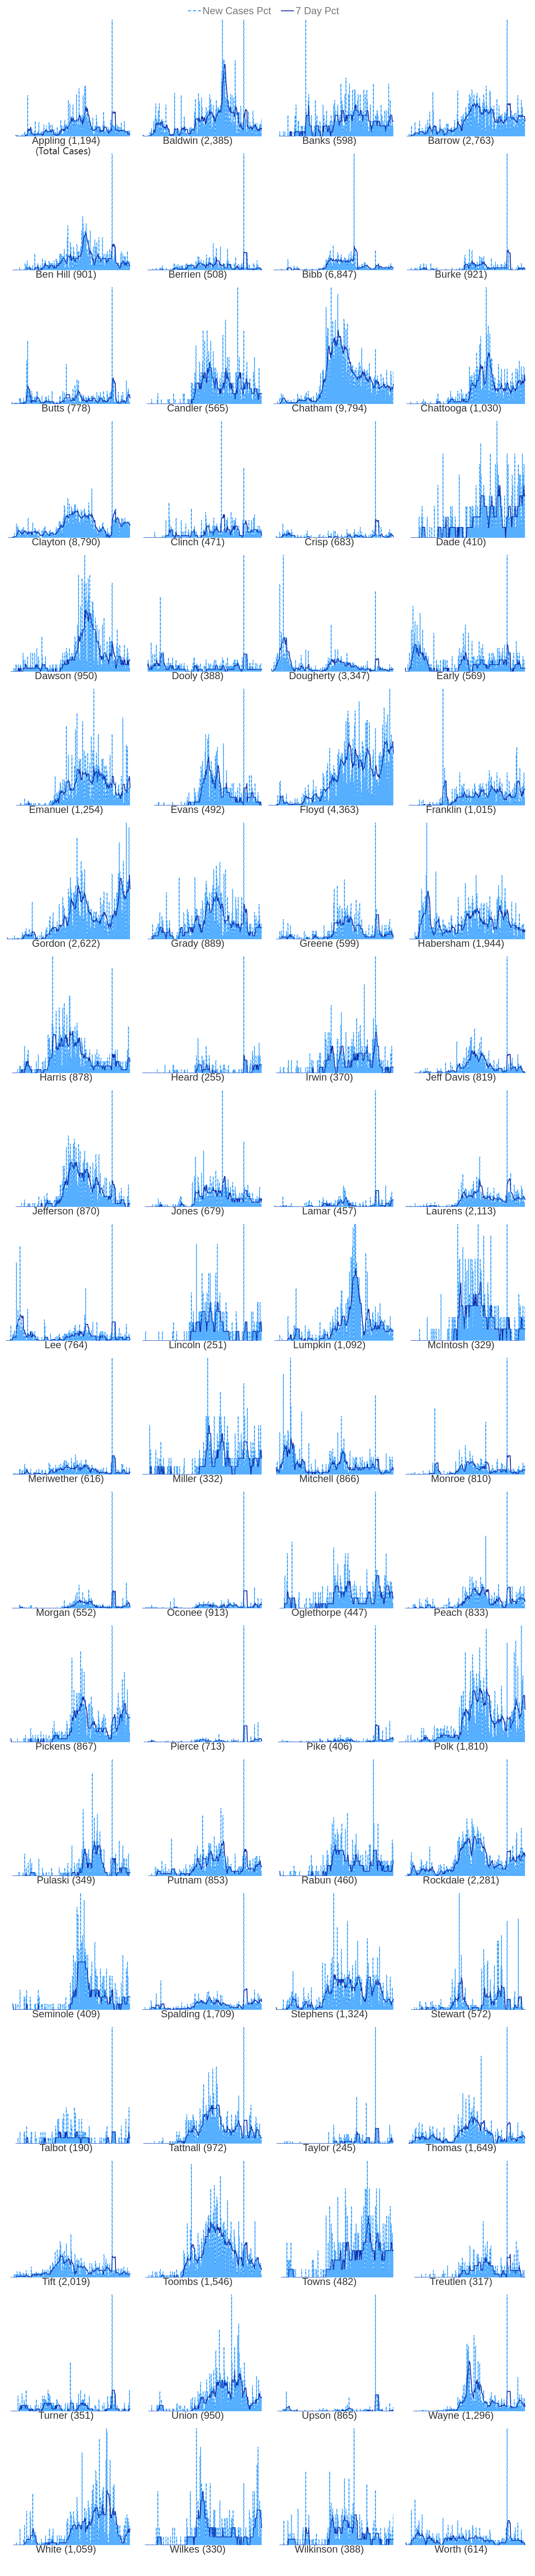 New Cases Pct 7 Day Pct
Appling (1,194) Baldwin (2,385) Banks (598) Barrow (2,763)
(Total Cases)
Ben Hill (901) Berrien (508) Bibb (6,847) Burke (921)
Butts (778) Candler (565) Chatham (9,794) Chattooga (1,030)
Clayton (8,790) Clinch (471) Crisp (683) Dade (410)
Dawson (950) Dooly (388) Dougherty (3,347) Early (569)
Emanuel (1,254) Evans (492) Floyd (4,363) Franklin (1,015)
Gordon (2,622) Grady (889) Greene (599) Habersham (1,944)
Harris (878) Heard (255) Irwin (370) Jeff Davis (819)
Jefferson (870) Jones (679) Lamar (457) Laurens (2,113)
Lee (764) Lincoln (251) Lumpkin (1,092) McIntosh (329)
Meriwether (616) Miller (332) Mitchell (866) Monroe (810)
Morgan (552) Oconee (913) Oglethorpe (447) Peach (833)
Pickens (867) Pierce (713) Pike (406) Polk (1,810)
Pulaski (349) Putnam (853) Rabun (460) Rockdale (2,281)
Seminole (409) Spalding (1,709) Stephens (1,324) Stewart (572)
Talbot (190) Tattnall (972) Taylor (245) Thomas (1,649)
Tift (2,019) Toombs (1,546) Towns (482) Treutlen (317)
Turner (351) Union (950) Upson (865) Wayne (1,296)
White (1,059) Wilkes (330) Wilkinson (388) Worth (614)